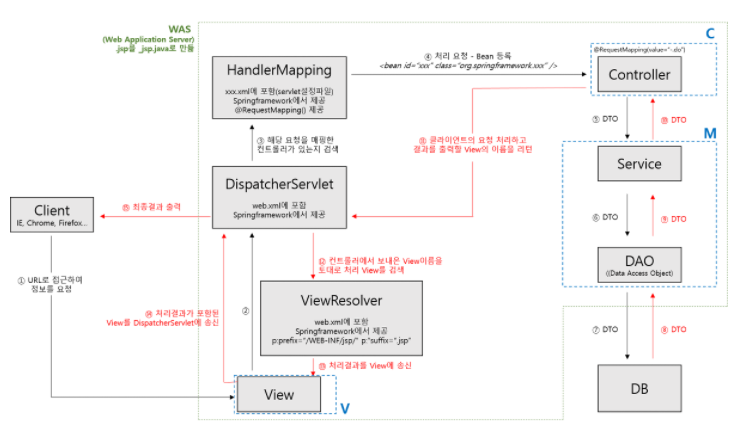 WAS
(Web Application Server)
.jsp를 _jsp.java로 만듦
C
④ 처리 요청 - Bean 등록
<bean id="xxx" class="org.springframework.xxx" />
@RequestMapping(value="-.do")
HandlerMapping
xxx.xml에 포함(servlet설정파일)
Springframework에서 제공
@RequestMapping() 제공
Controller
⑤ DTO
⑩ DTO
③ 해당 요청을 매핑한
컨트롤러가 있는지 검색
⑪ 클라이언트의 요청 처리하고
결과를 출력할 View의 이름을 리턴
M
Service
DispatcherServlet
web.xml에 포함
Springframework에서 제공
Client
IE, Chrome, Firefox...
⑮ 최종결과 출력
⑥ DTO
⑨ DTO
⑫ 컨트롤러에서 보내온 View이름을
토대로 처리 View를 검색
DAO
((Data Access Object)
① URL로 접근하여
정보를 요청
ViewResolver
web.xml에 포함
Springframework에서 제공
p:prefix="/WEB-INF/jsp/" p:"suffix=".jsp"
②
⑭ 처리결과가 포함된
View를 DispatcherServlet에 송신
⑦ DTO
⑧ DTO
⑬ 처리결과를 View에 송신
View
V
DB